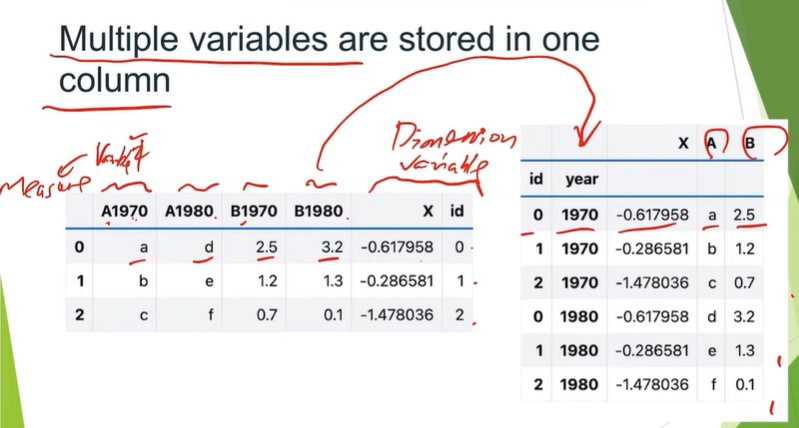 Multiple variables are stored in one
column
Dimension
variable
Measure
A1970 A1980 B1970 B1980 X id
0 a d 2.5 3.2 -0.617958 0
1 b e 1.2 1.3 -0.286581 1
2 c f 0.7 0.1 -1.478036 2
X A B
id year
0 1970 -0.617958 a 2.5
1 1970 -0.286581 b 1.2
2 1970 -1.478036 c 0.7
0 1980 -0.617958 d 3.2
1 1980 -0.286581 e 1.3
2 1980 -1.478036 f 0.1